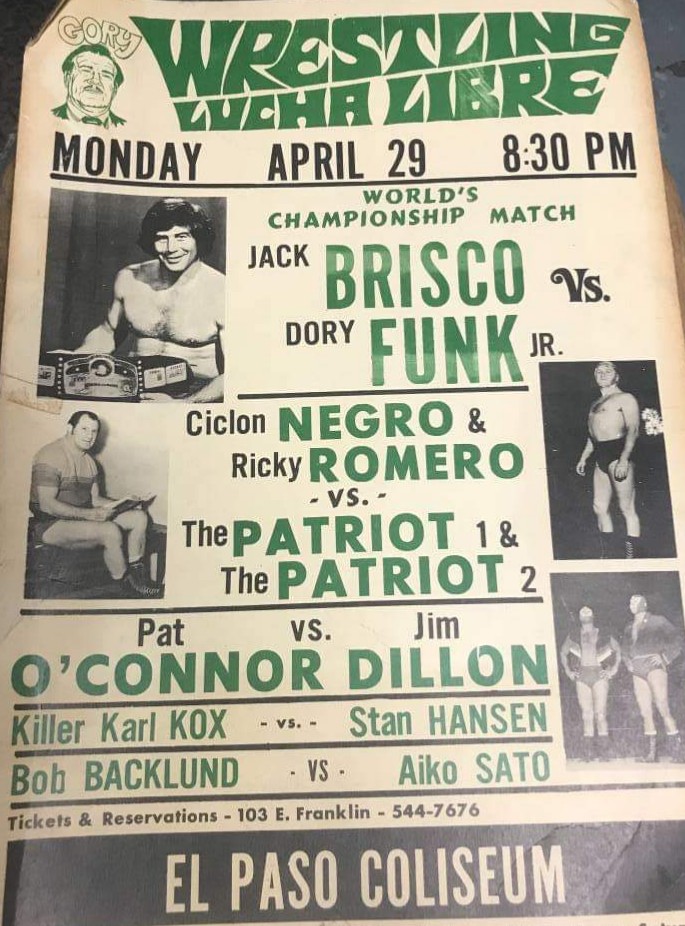 GORY
WRESTLING
LUCHA LIBRE
MONDAY APRIL 29 8:30 PM
WORLD'S
CHAMPIONSHIP MATCH
JACK BRISCO Vs.
DORY FUNK JR.
Ciclon NEGRO &
Ricky ROMERO
- VS. -
The PATRIOT 1 &
The PATRIOT 2
Pat VS. Jim
O'CONNOR DILLON
Killer Karl KOX - vs. - Stan HANSEN
Bob BACKLUND - VS - Aiko SATO
Tickets & Reservations - 103 E. Franklin - 544-7676
EL PASO COLISEUM